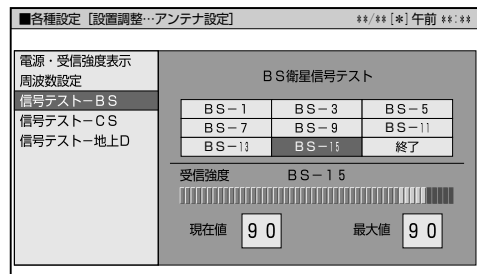 ■各種設定［設置調整…アンテナ設定］ **/**[*]午前 **:**
電源・受信強度表示
周波数設定
信号テストーＢＳ
信号テストーＣＳ
信号テストー地上Ｄ
ＢＳ衛星信号テスト
ＢＳ－1 ＢＳ－3 ＢＳ－5
ＢＳ－7 ＢＳ－9 ＢＳ－11
ＢＳ－13 ＢＳ－15 終了
受信強度 ＢＳ－１５
現在値 ９０ 最大値 ９０